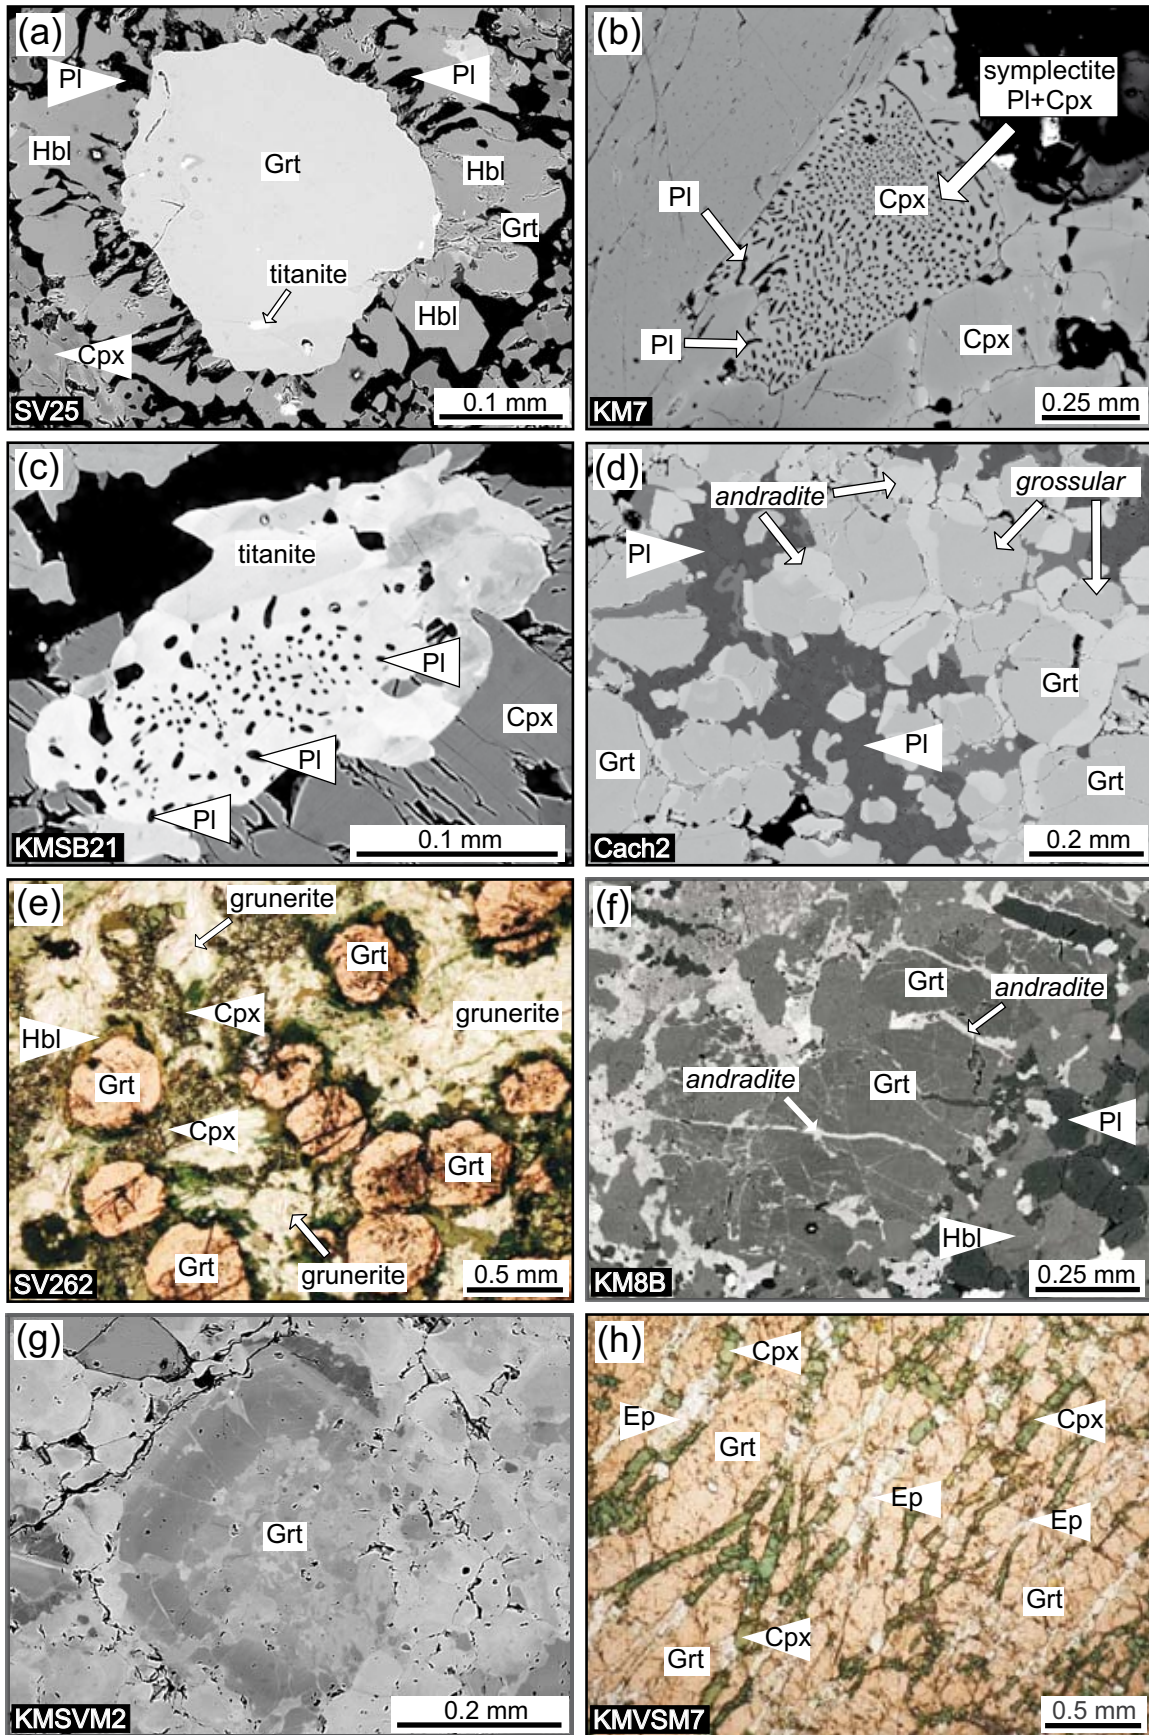 (a)
Pl
Pl
Hbl
Grt
Hbl
Grt
titanite
Hbl
Cpx
SV25
0.1 mm
(b)
symplectite
Pl+Cpx
Cpx
Pl
Pl
Cpx
KM7
0.25 mm
(c)
titanite
Pl
Cpx
Pl
Pl
KMSB21
0.1 mm
(d)
andradite
grossular
Pl
Grt
Pl
Grt
Grt
Cach2
0.2 mm
(e)
grunerite
Grt
Cpx
grunerite
Hbl
Grt
Cpx
Grt
Grt
grunerite
SV262
0.5 mm
(f)
Grt
andradite
andradite
Grt
Pl
Hbl
KM8B
0.25 mm
(g)
Grt
KMSVM2
0.2 mm
(h)
Cpx
Ep
Cpx
Grt
Ep
Ep
Grt
Cpx
Grt
KMVSM7
0.5 mm